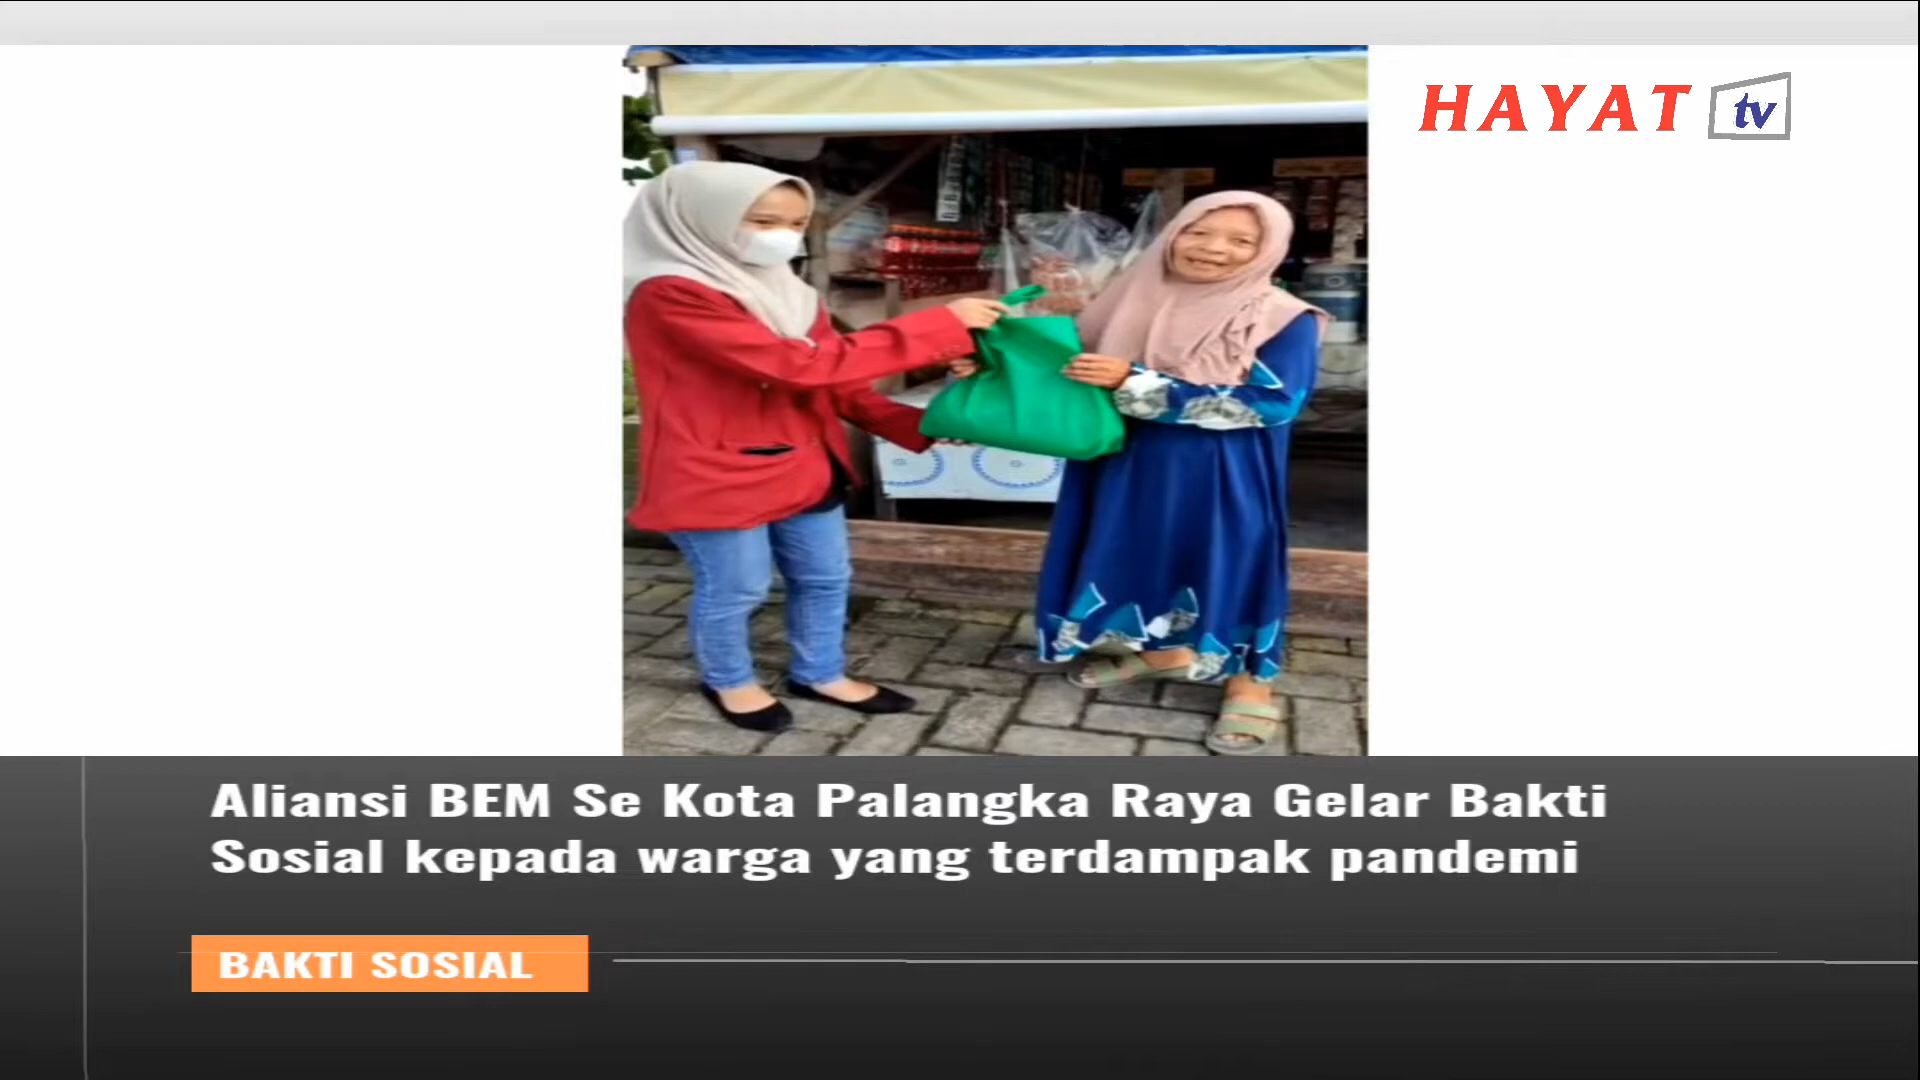 HAYAT tv
Aliansi BEM Se Kota Palangka Raya Gelar Bakti
Sosial kepada warga yang terdampak pandemi
BAKTI SOSIAL